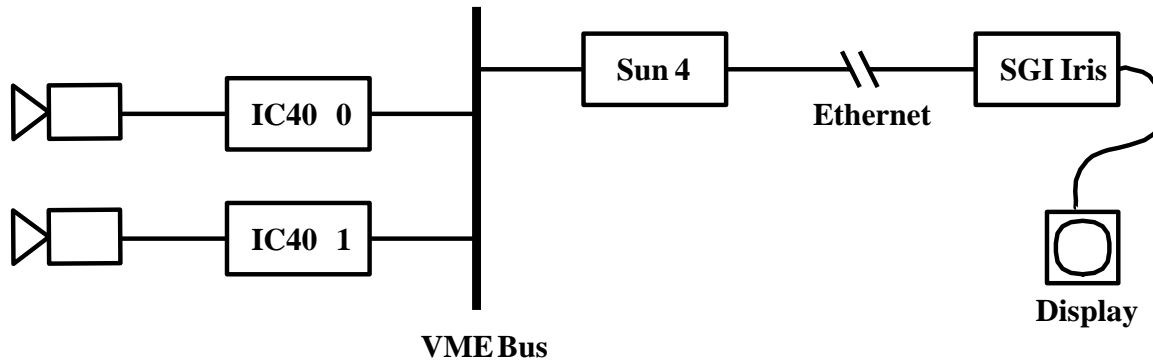 Sun 4
SGI Iris
IC40 0
Ethernet
IC40 1
Display
VME Bus